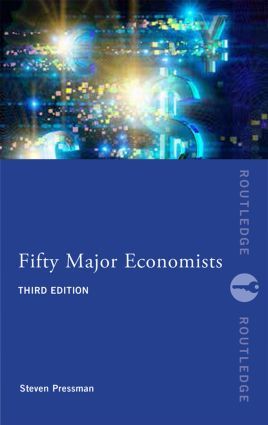 Fifty Major Economists
THIRD EDITION
Steven Pressman
ROUTLEDGE
ROUTLEDGE